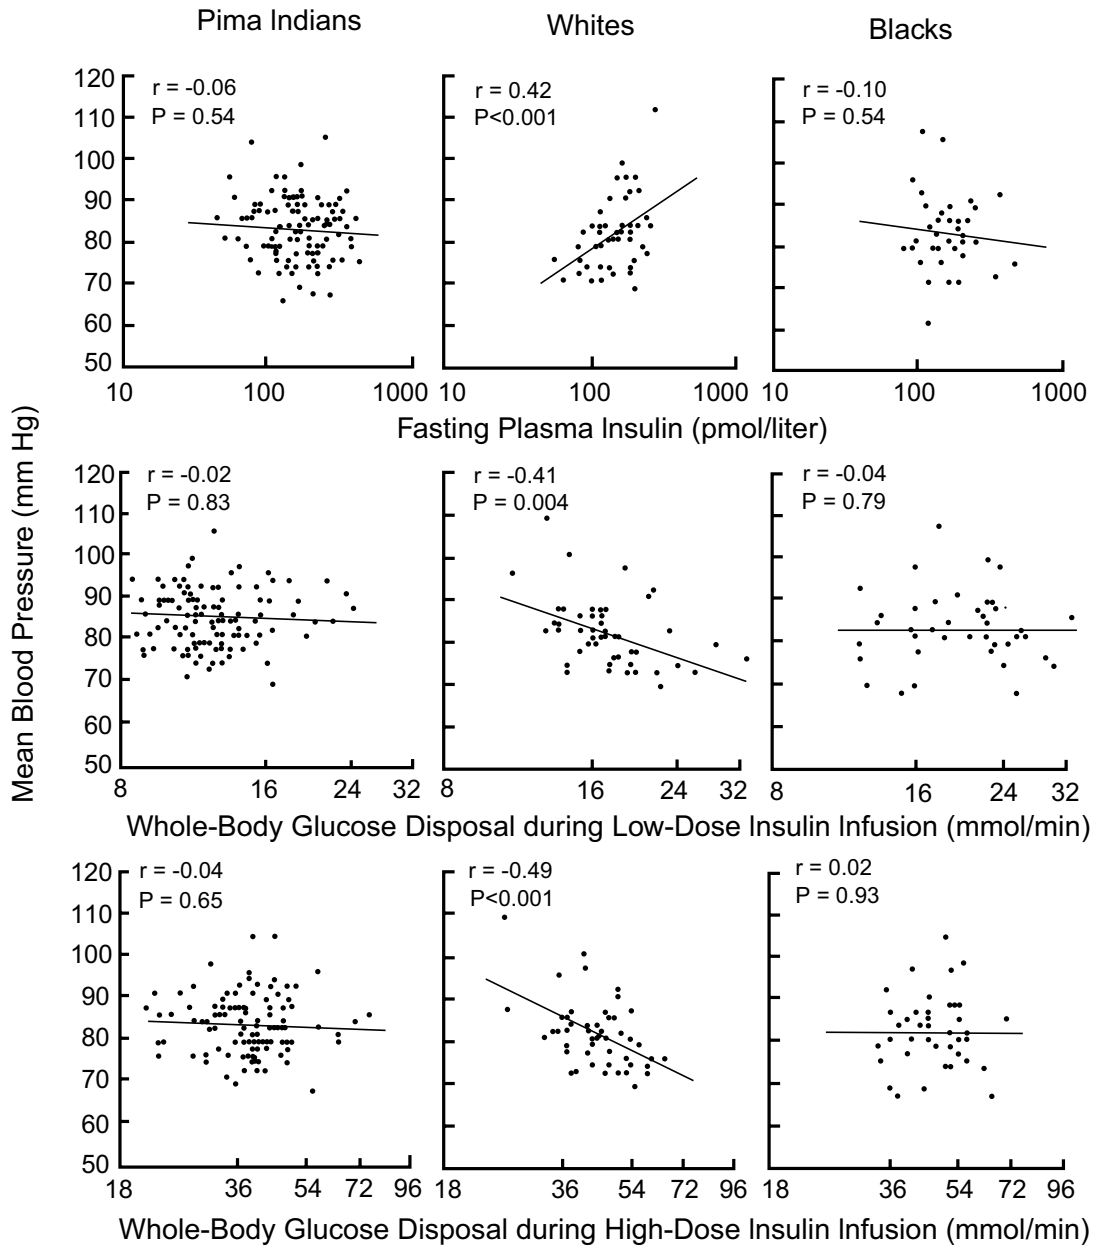 Pima Indians
Whites
Blacks
r = -0.06
P = 0.54
r = 0.42
P<0.001
r = -0.10
P = 0.54
120
110
100
90
80
70
60
50
10
100
1000
10
100
1000
10
100
1000
Fasting Plasma Insulin (pmol/liter)
Mean Blood Pressure (mm Hg)
r = -0.02
P = 0.83
r = -0.41
P = 0.004
r = -0.04
P = 0.79
120
110
100
90
80
70
60
50
8
16
24
32
8
16
24
32
8
16
24
32
Whole-Body Glucose Disposal during Low-Dose Insulin Infusion (mmol/min)
r = -0.04
P = 0.65
r = -0.49
P<0.001
r = 0.02
P = 0.93
120
110
100
90
80
70
60
50
18
36
54
72
96
18
36
54
72
96
18
36
54
72
96
Whole-Body Glucose Disposal during High-Dose Insulin Infusion (mmol/min)